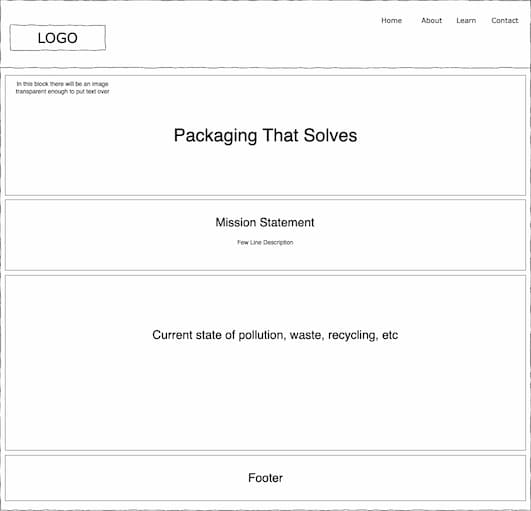 Home About Learn Contact
LOGO
In this block there will be an image
transparent enough to put text over
Packaging That Solves
Mission Statement
Few Line Description
Current state of pollution, waste, recycling, etc
Footer